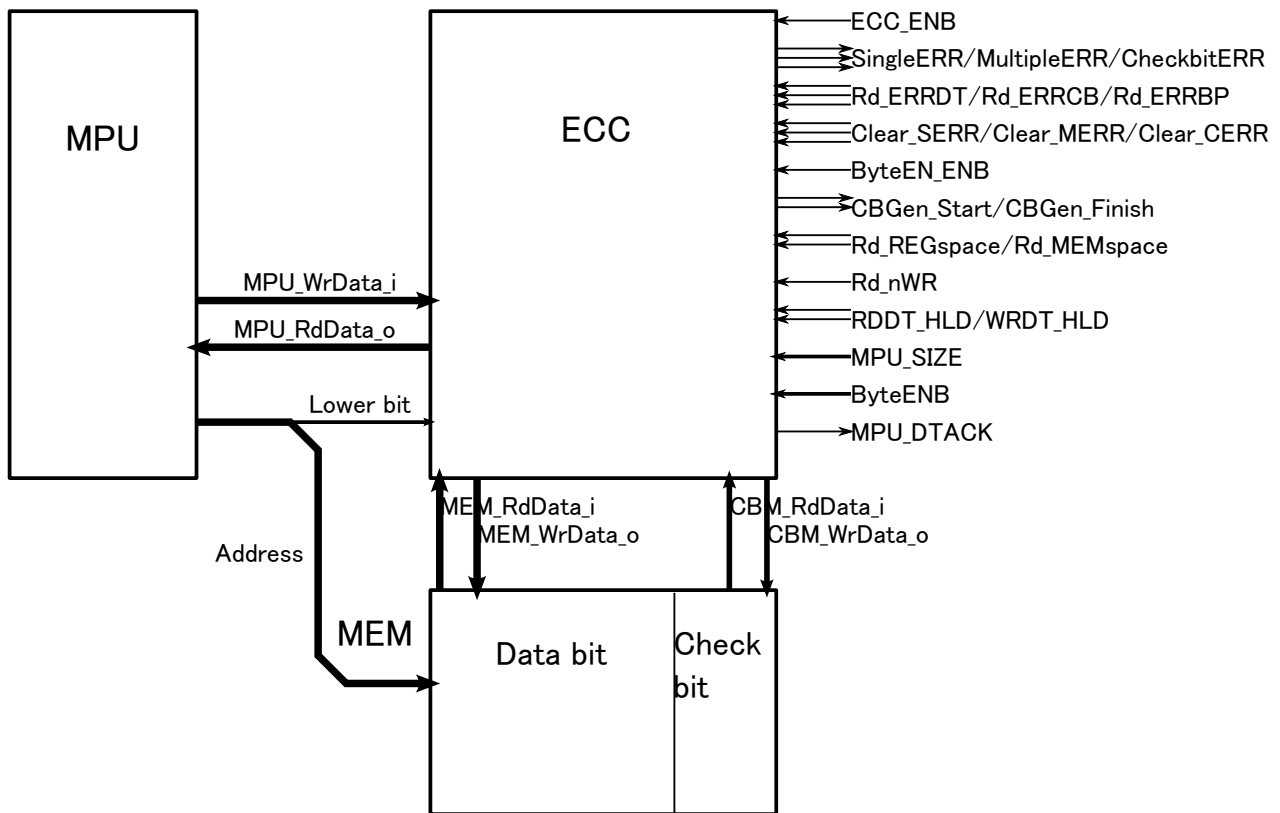 ECC_ENB
SingleERR/MultipleERR/CheckbitERR
Rd_ERRDT/Rd_ERRCB/Rd_ERRBP
MPU
ECC
Clear_SERR/Clear_MERR/Clear_CERR
ByteEN_ENB
CBGen_Start/CBGen_Finish
Rd_REGspace/Rd_MEMspace
MPU_WrData_i
Rd_nWR
MPU_RdData_o
RDDT_HLD/WRDT_HLD
MPU_SIZE
Lower bit
ByteENB
MPU_DTACK
MEM_RdData_i
CBM_RdData_i
MEM_WrData_o
CBM_WrData_o
Address
MEM
Data bit
Check
bit